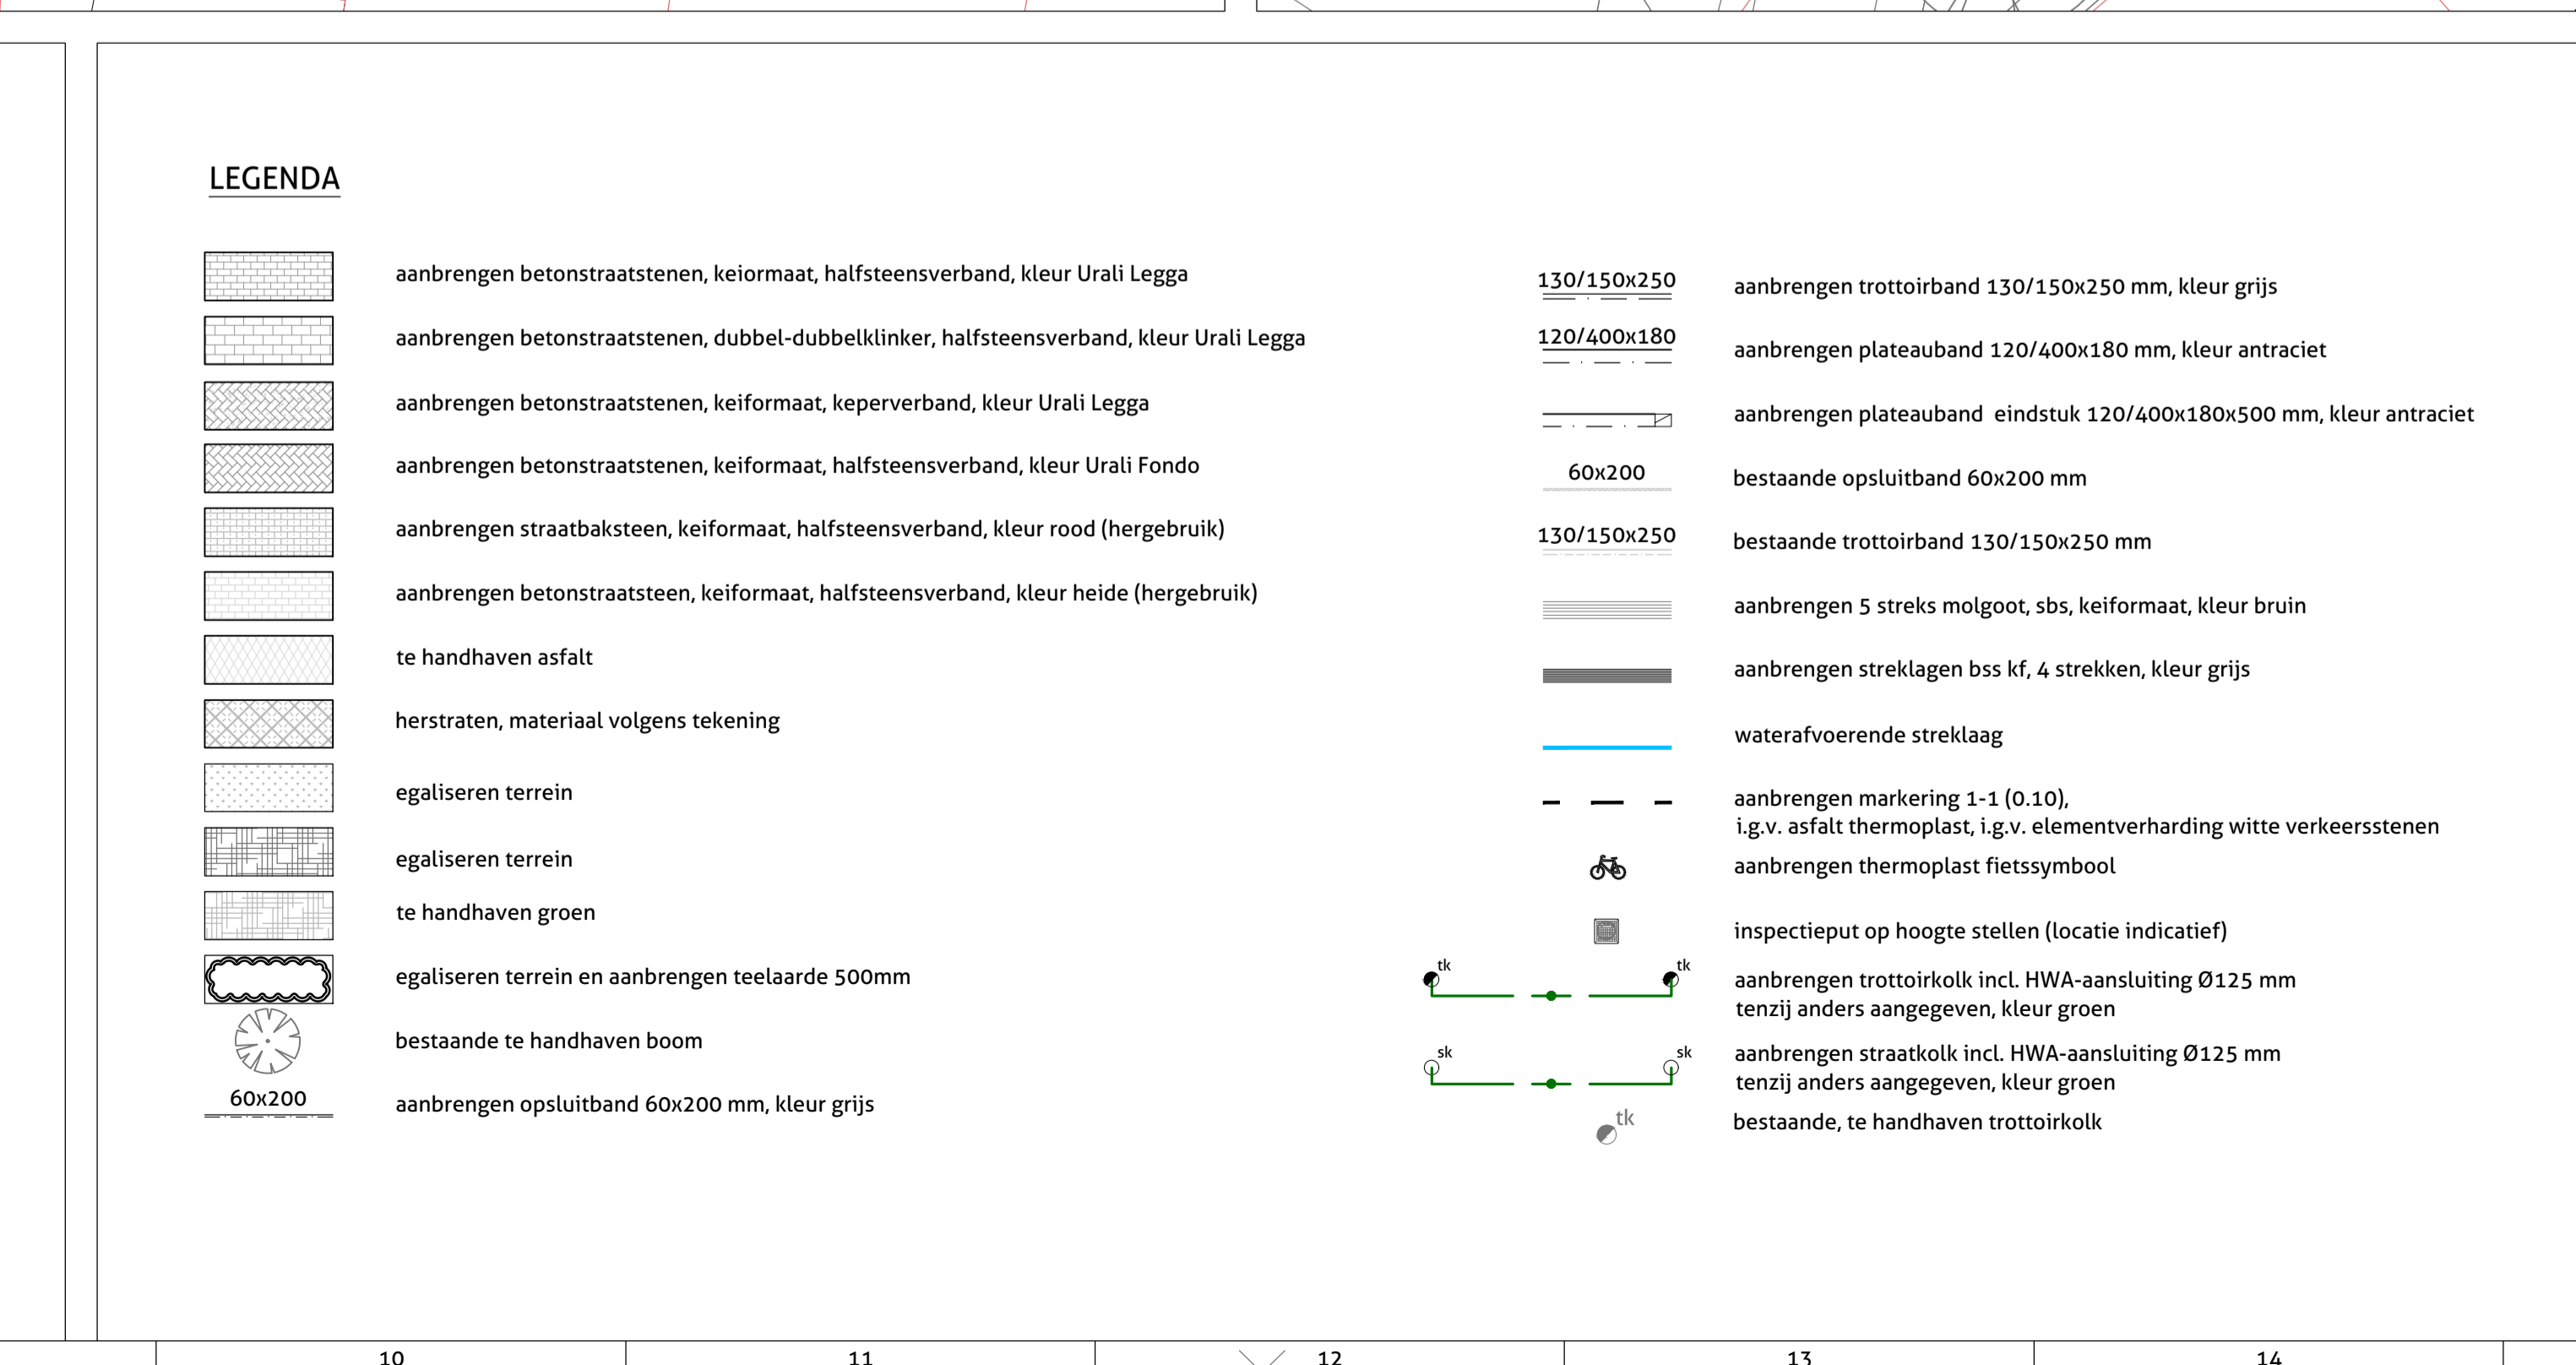 LEGENDA
aanbrengen betonstraatstenen, keiormaat, halfsteensverband, kleur Urali Legga
aanbrengen betonstraatstenen, dubbel-dubbelklinker, halfsteensverband, kleur Urali Legga
aanbrengen betonstraatstenen, keiformaat, keperverband, kleur Urali Legga
aanbrengen betonstraatstenen, keiformaat, halfsteensverband, kleur Urali Fondo
aanbrengen straatbaksteen, keiformaat, halfsteensverband, kleur rood (hergebruik)
aanbrengen betonstraatsteen, keiformaat, halfsteensverband, kleur heide (hergebruik)
te handhaven asfalt
herstraten, materiaal volgens tekening
egaliseren terrein
egaliseren terrein
te handhaven groen
egaliseren terrein en aanbrengen teelaarde 500mm
bestaande te handhaven boom
60x200
aanbrengen opsluitband 60x200 mm, kleur grijs
130/150x250
aanbrengen trottoirband 130/150x250 mm, kleur grijs
120/400x180
aanbrengen plateauband 120/400x180 mm, kleur antraciet
aanbrengen plateauband eindstuk 120/400x180x500 mm, kleur antraciet
60x200
bestaande opsluitband 60x200 mm
130/150x250
bestaande trottoirband 130/150x250 mm
aanbrengen 5 streks molgoot, sbs, keiformaat, kleur bruin
aanbrengen streklagen bss kf, 4 strekken, kleur grijs
waterafvoerende streklaag
aanbrengen markering 1-1 (0.10),
i.g.v. asfalt thermoplast, i.g.v. elementverharding witte verkeersstenen
aanbrengen thermoplast fietssymbool
inspectieput op hoogte stellen (locatie indicatief)
tk tk
aanbrengen trottoirkolk incl. HWA-aansluiting Ø125 mm
tenzij anders aangegeven, kleur groen
sk sk
aanbrengen straatkolk incl. HWA-aansluiting Ø125 mm
tenzij anders aangegeven, kleur groen
tk
bestaande, te handhaven trottoirkolk
10 11 12 13 14